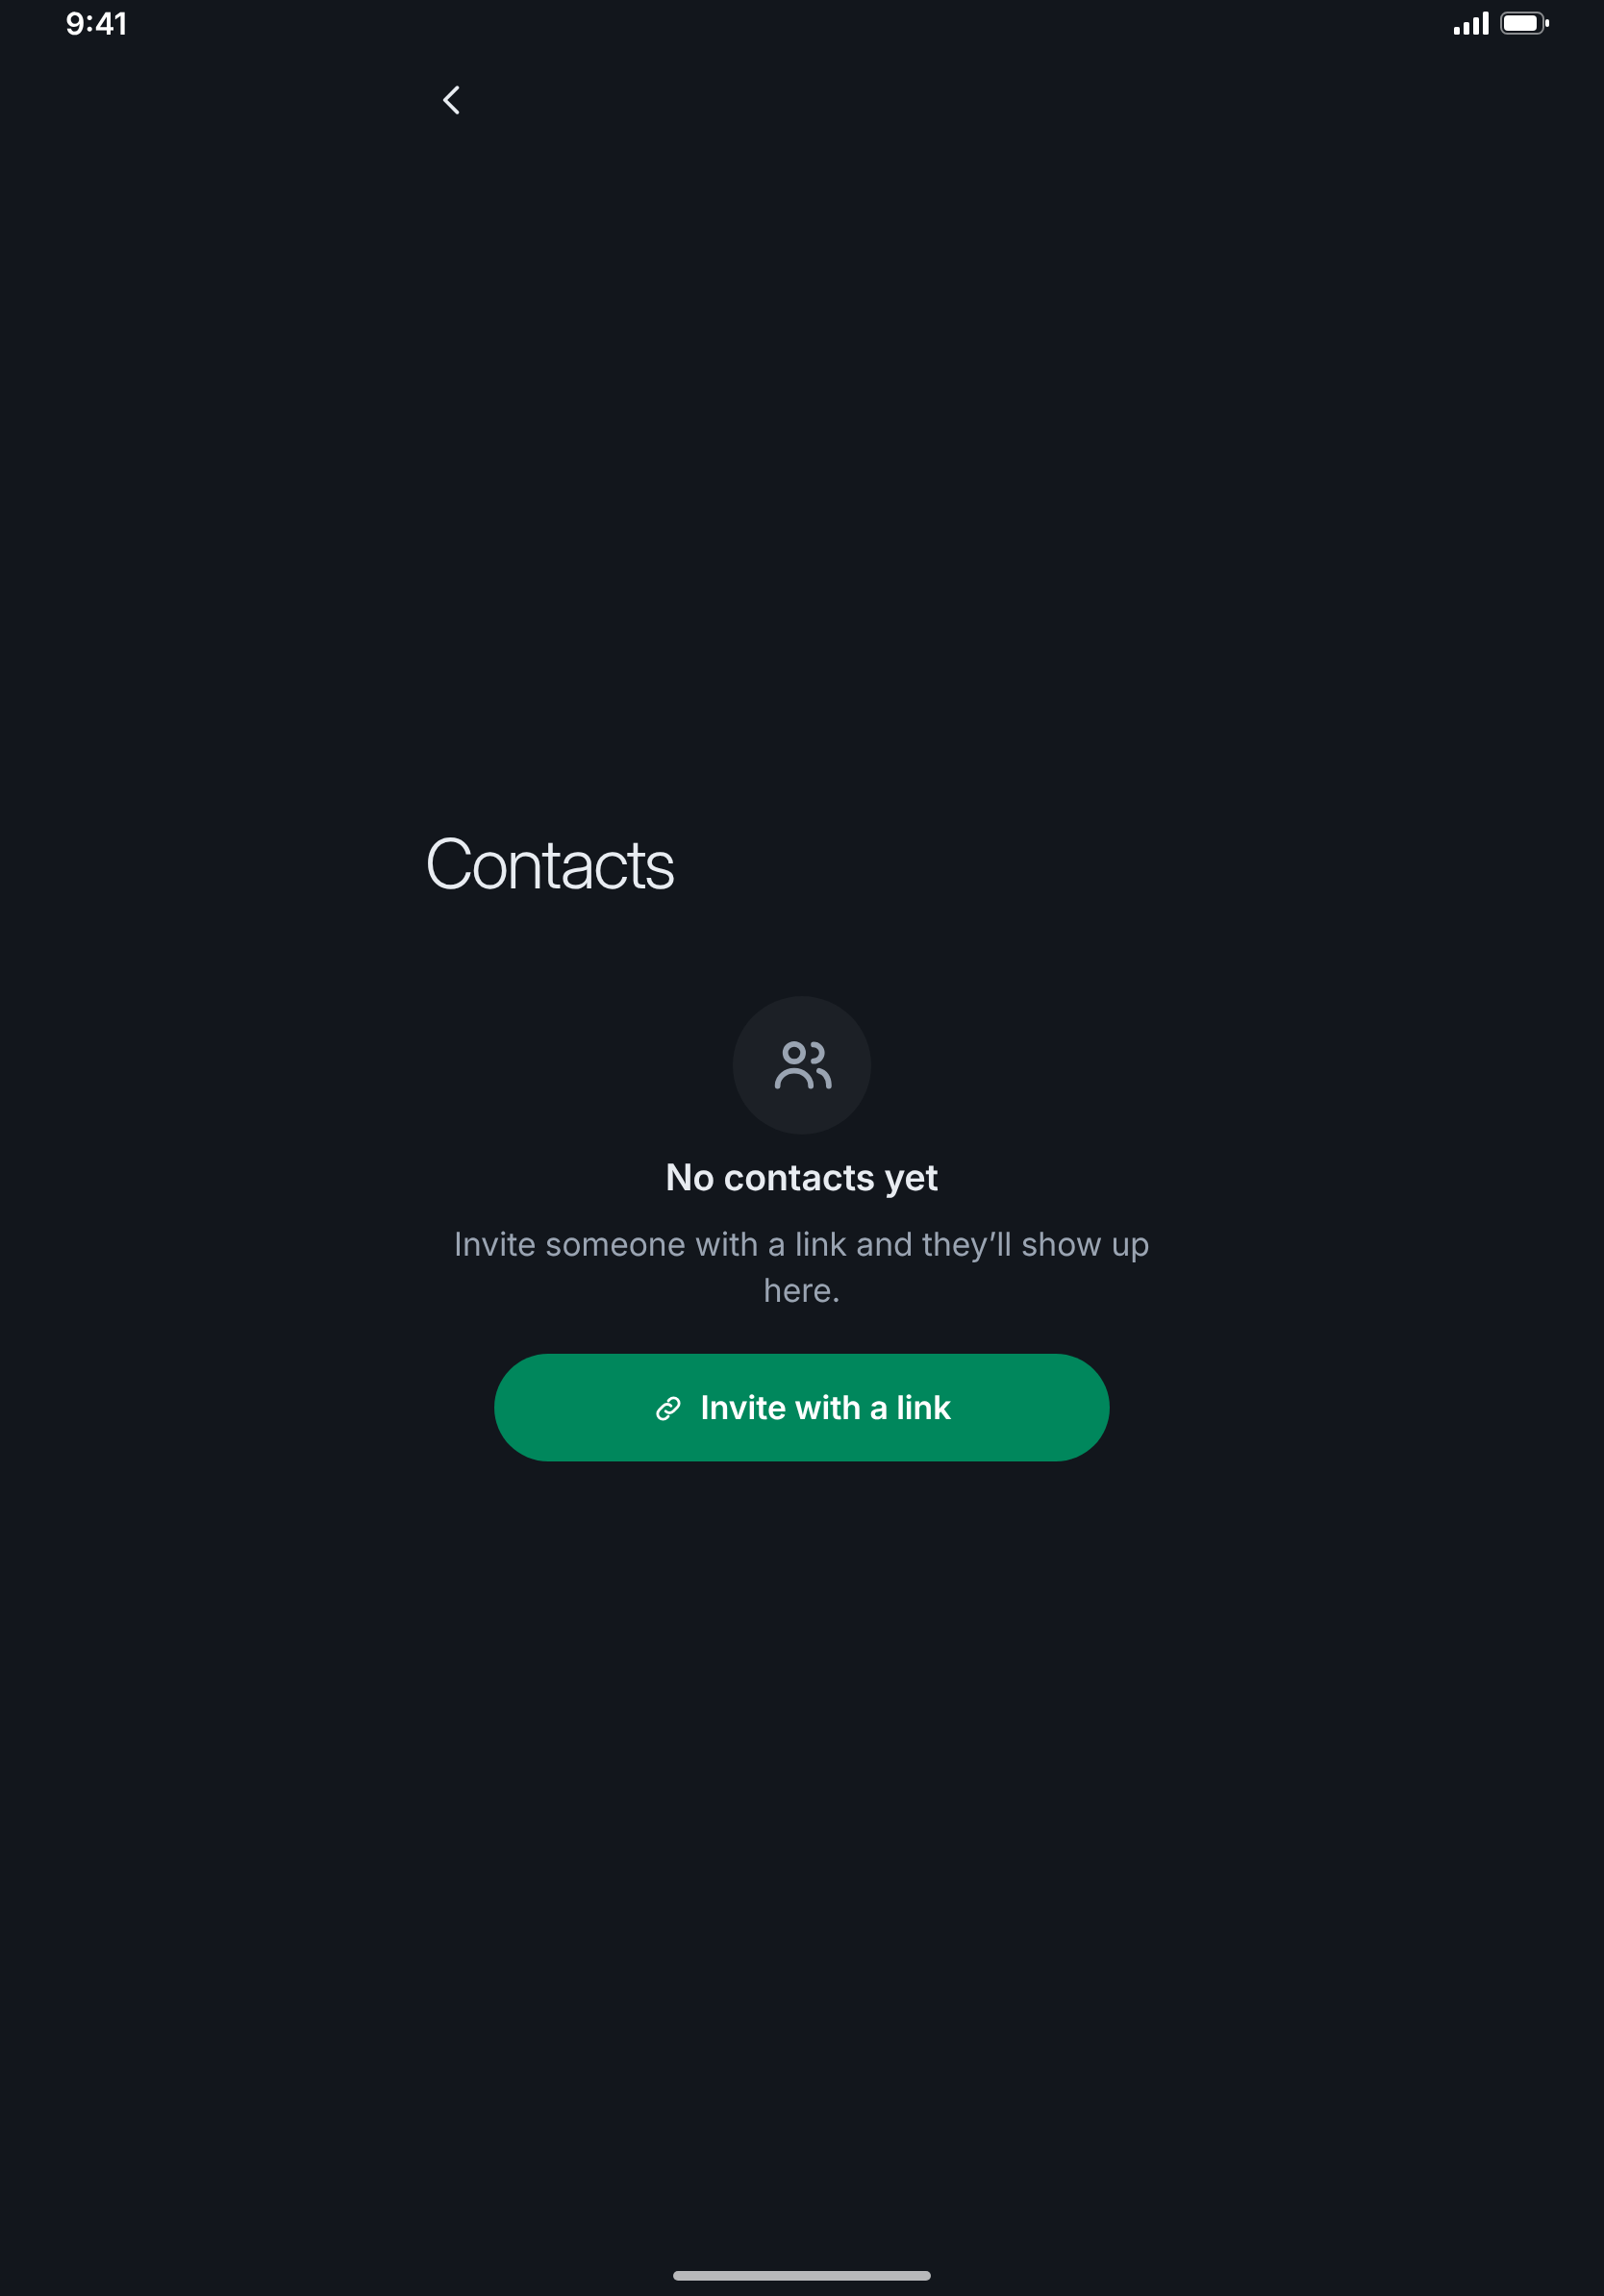 9:41
Contacts
No contacts yet
Invite someone with a link and they’ll show up
here.
Invite with a link